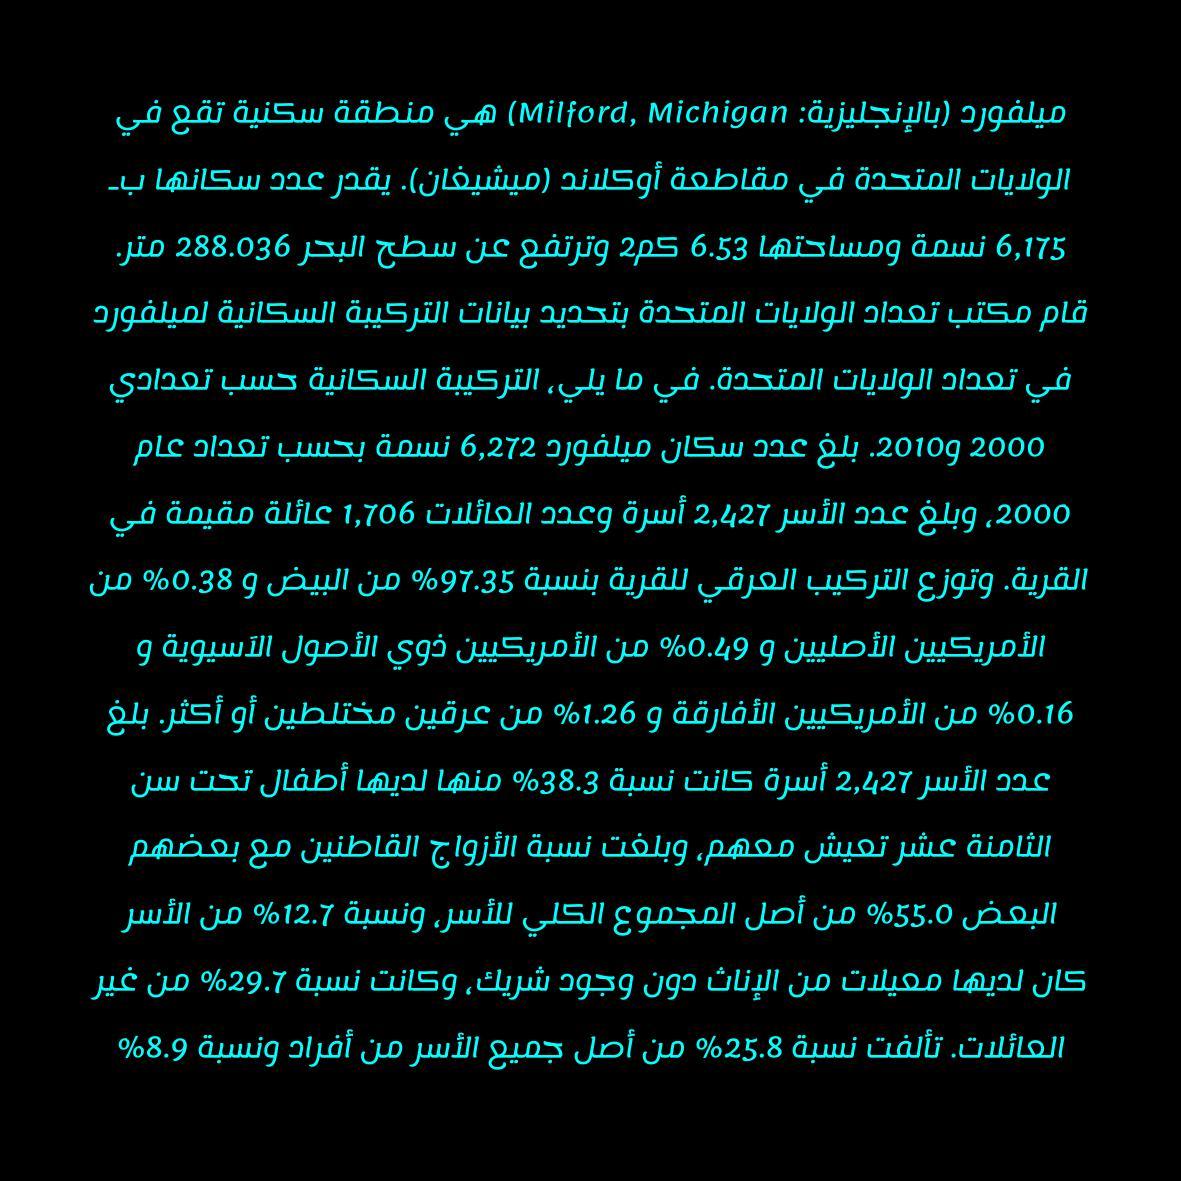 ميلفورد (بالإنجليزية: Milford, Michigan) هي منطقة سكنية تقع في
الولايات المتحدة في مقاطعة أوكلاند (ميشيغان). يقدر عدد سكانها بـ
6,175 نسمة ومساحتها 6.53 كم2 وترتفع عن سطح البحر 288.036 متر.
قام مكتب تعداد الولايات المتحدة بتحديد بيانات التركيبة السكانية لميلفورد
في تعداد الولايات المتحدة. في ما يلي، التركيبة السكانية حسب تعدادي
2000 و2010. بلغ عدد سكان ميلفورد 6,272 نسمة بحسب تعداد عام
2000، وبلغ عدد الأسر 2,427 أسرة وعدد العائلات 1,706 عائلة مقيمة في
القرية. وتوزع التركيب العرقي للقرية بنسبة 97.35% من البيض و 0.38% من
الأمريكيين الأصليين و 0.49% من الأمريكيين ذوي الأصول الآسيوية و
0.16% من الأمريكيين الأفارقة و 1.26% من عرقين مختلطين أو أكثر. بلغ
عدد الأسر 2,427 أسرة كانت نسبة 38.3% منها لديها أطفال تحت سن
الثامنة عشر تعيش معهم، وبلغت نسبة الأزواج القاطنين مع بعضهم
البعض 55.0% من أصل المجموع الكلي للأسر، ونسبة 12.7% من الأسر
كان لديها معيلات من الإناث دون وجود شريك، وكانت نسبة 29.7% من غير
العائلات. تألفت نسبة 25.8% من أصل جميع الأسر من أفراد ونسبة 8.9%